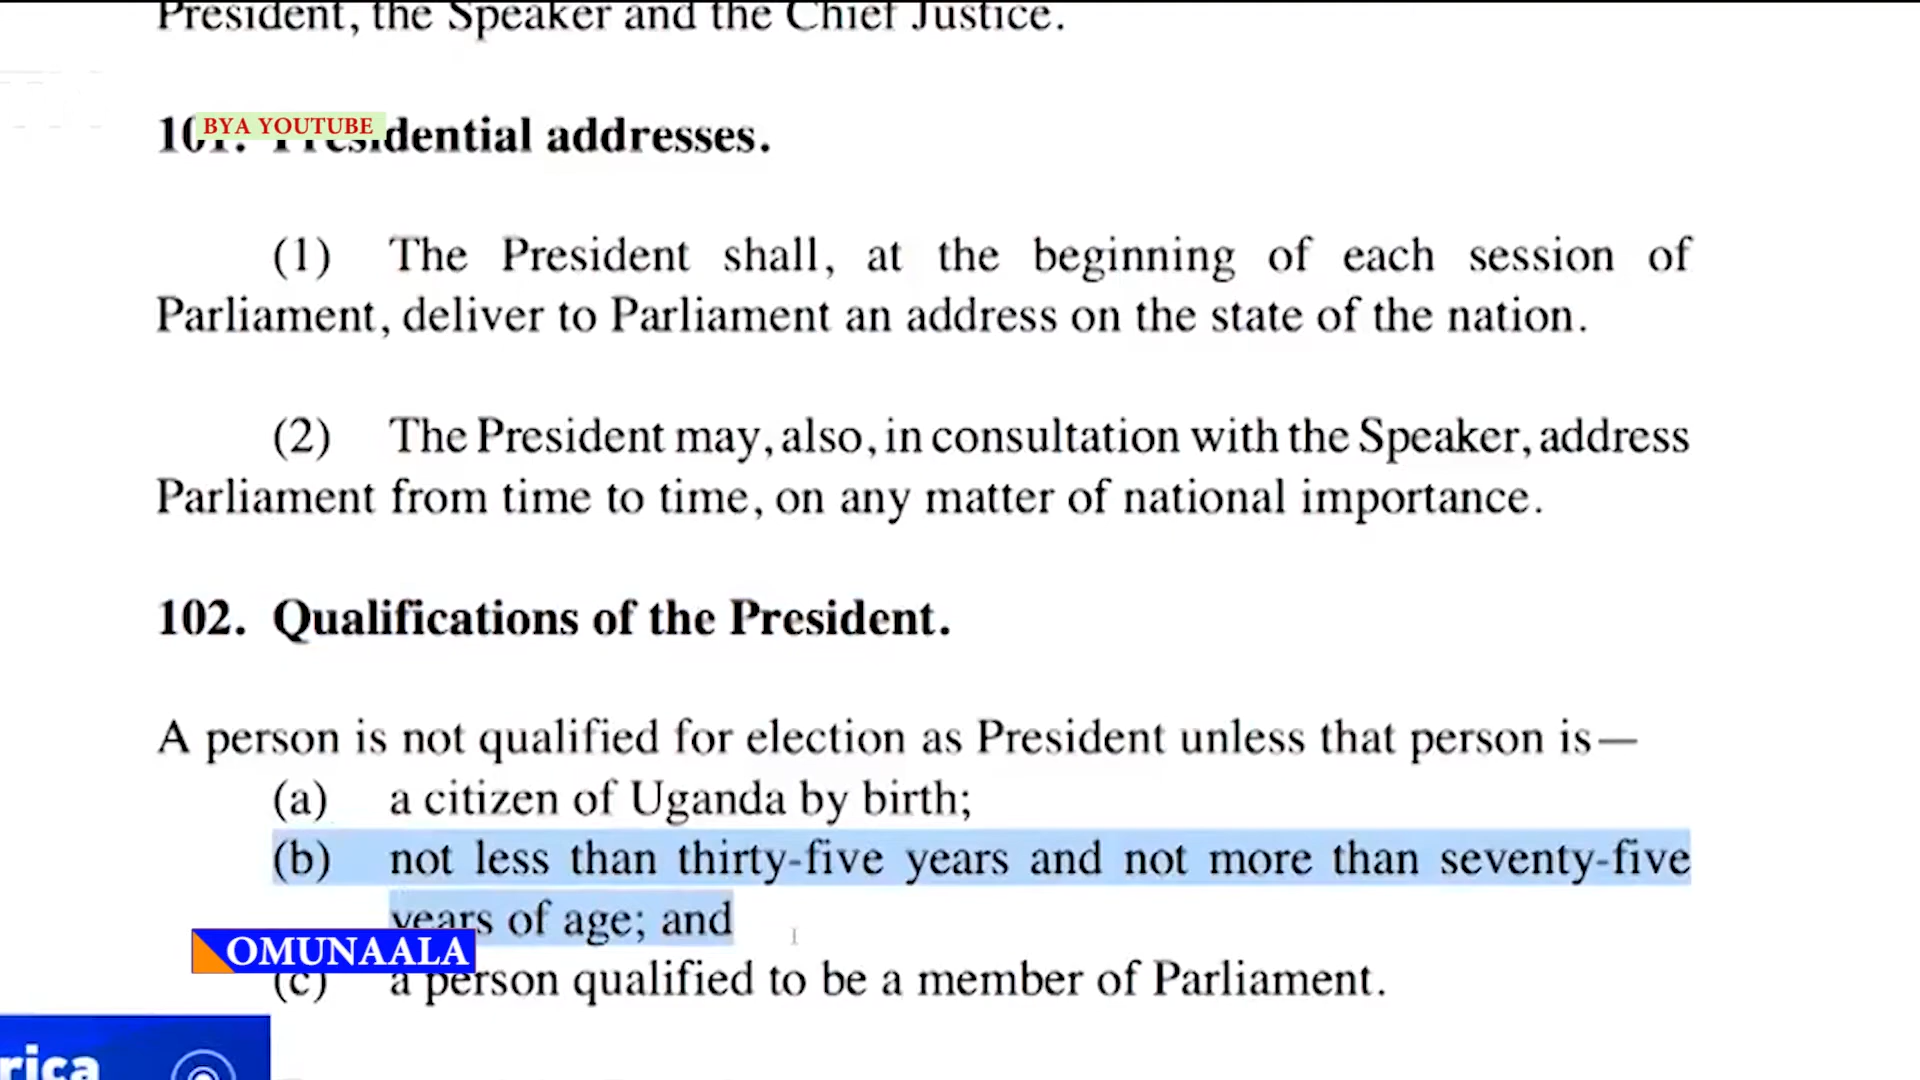 President, the Speaker and the Chief Justice.
BYA YOUTUBE
101. Presidential addresses.
(1) The President shall, at the beginning of each session of
Parliament, deliver to Parliament an address on the state of the nation.
(2) The President may, also, in consultation with the Speaker, address
Parliament from time to time, on any matter of national importance.
102. Qualifications of the President.
A person is not qualified for election as President unless that person is—
(a) a citizen of Uganda by birth;
(b) not less than thirty-five years and not more than seventy-five
years of age; and
OMUNAALA
(c) a person qualified to be a member of Parliament.
rica